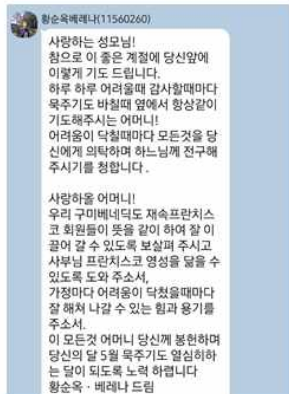 황순옥베레나(11560260)
사랑하는 성모님!
참으로 이 좋은 계절에 당신앞에
이렇게 기도 드립니다.
하루 하루 어려울때 감사할때마다
묵주기도 바칠때 옆에서 항상같이
기도해주시는 어머니!
어려움이 닥칠때마다 모든것을 당
신에게 의탁하며 하느님께 전구해
주시기를 청합니다.
사랑하올 어머니!
우리 구미베네딕도 재속프란치스
코 회원들이 뜻을 같이 하여 잘 이
끌어 갈 수 있도록 보살펴 주시고
사부님 프란치스코 영성을 닮을 수
있도록 도와 주소서,
가정마다 어려움이 닥쳤을때마다
잘 해쳐 나갈 수 있는 힘과 용기를
주소서.
이 모든것 어머니 당신께 봉헌하며
당신의 달 5월 묵주기도 열심히하
는 달이 되도록 노력 하렵니다
황순옥 · 베레나 드림